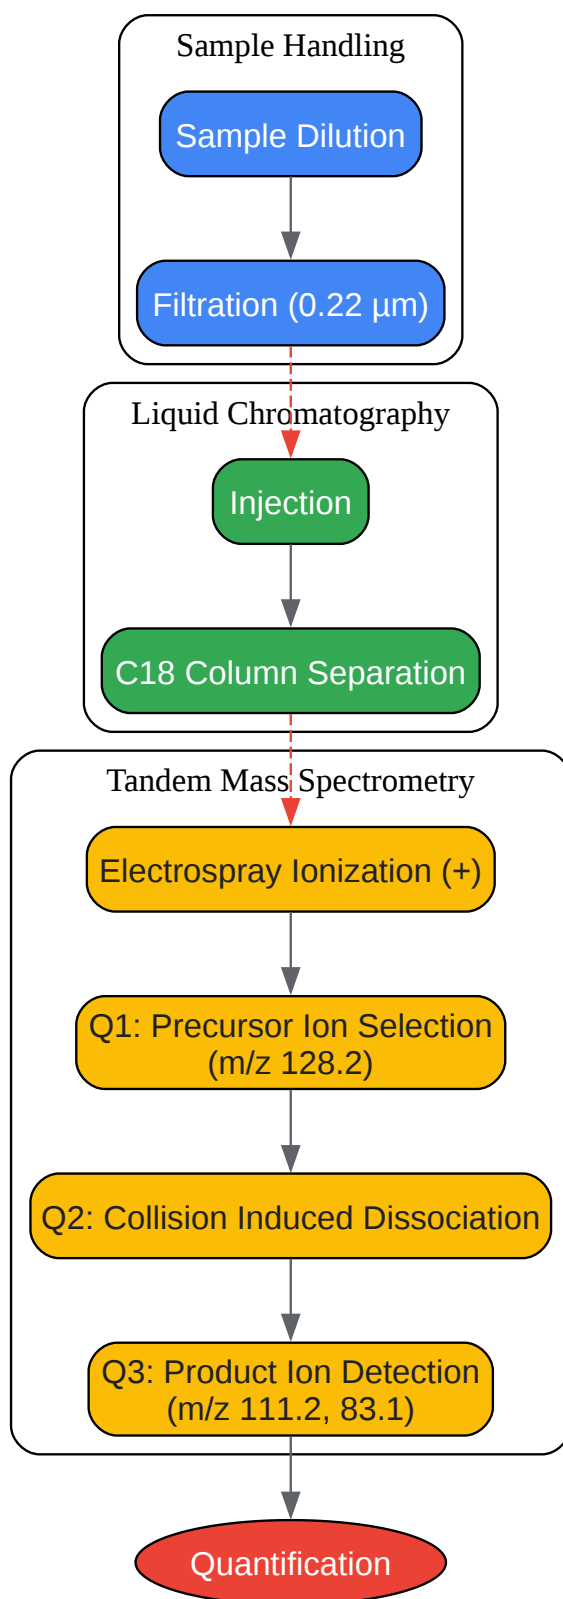 Sample Handling
Sample Dilution
Filtration (0.22 µm)
Liquid Chromatography
Injection
C18 Column Separation
Tandem Mass Spectrometry
Electrospray Ionization (+)
Q1: Precursor Ion Selection
(m/z 128.2)
Q2: Collision Induced Dissociation
Q3: Product Ion Detection
(m/z 111.2, 83.1)
Quantification